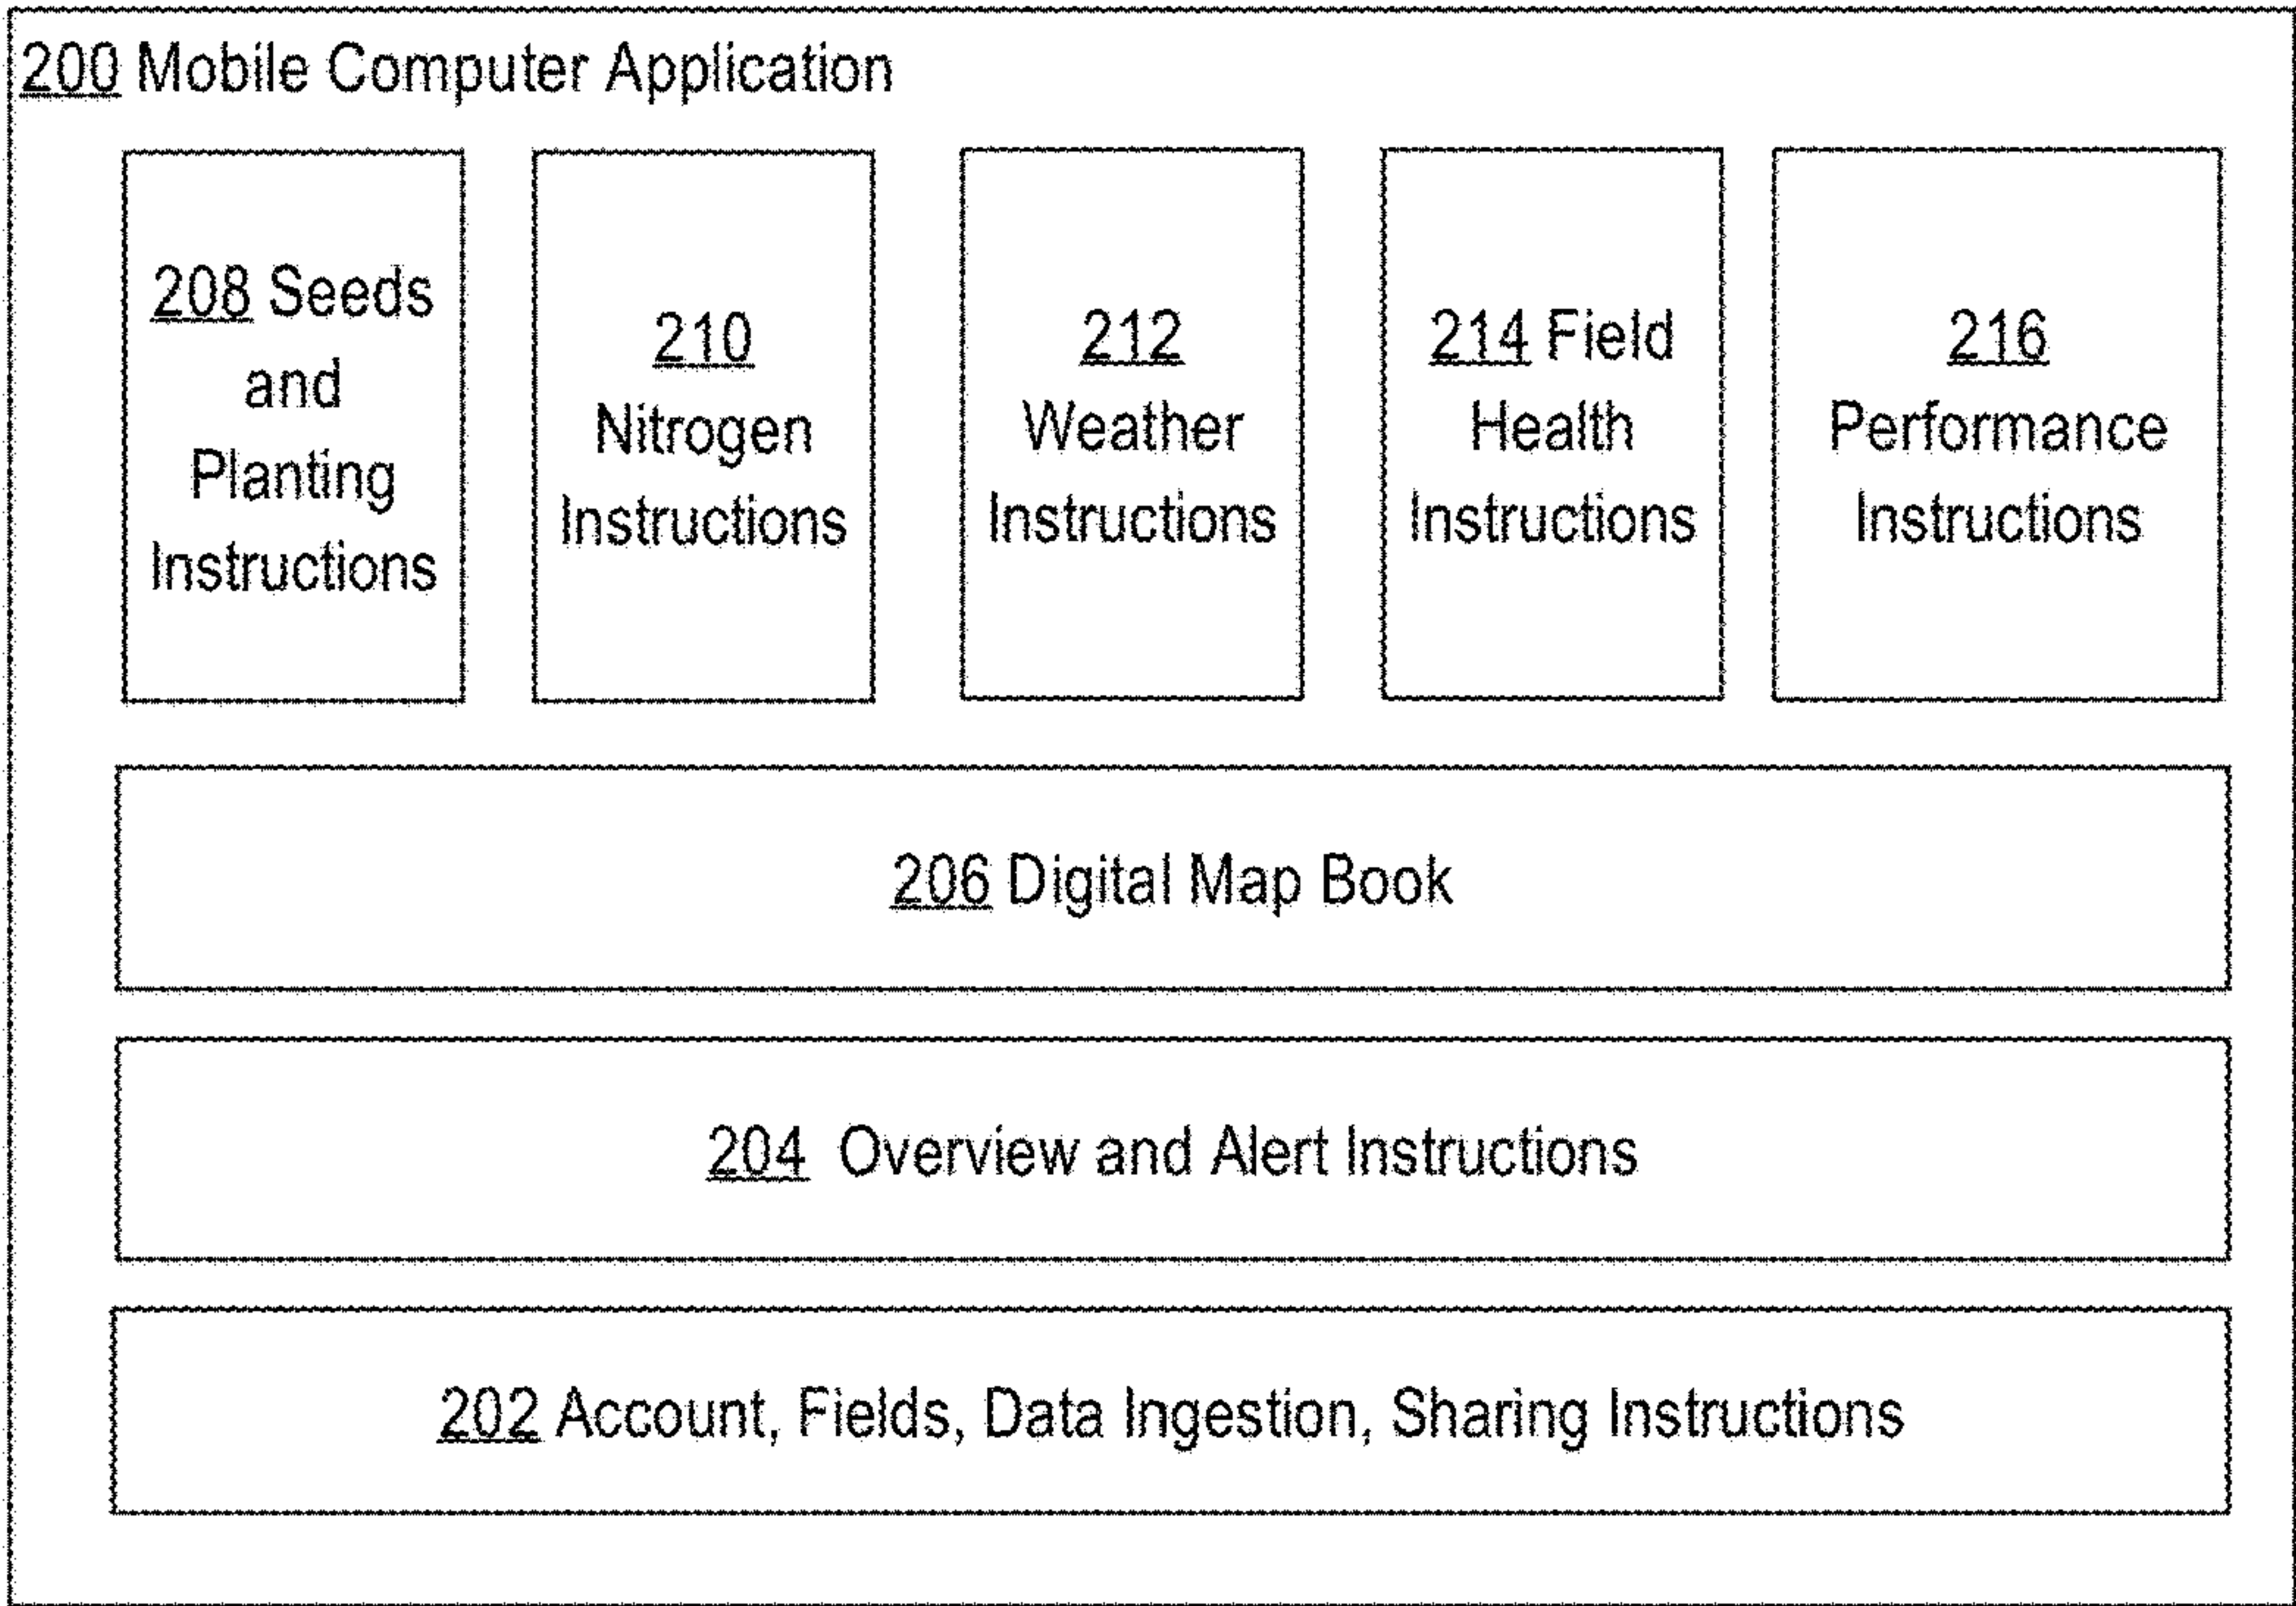 200 Mobile Computer Application
208 Seeds
and
Planting
Instructions
210
Nitrogen
Instructions
212
Weather
Instructions
214 Field
Health
Instructions
216
Performance
Instructions
206 Digital Map Book
204 Overview and Alert Instructions
202 Account, Fields, Data Ingestion, Sharing Instructions